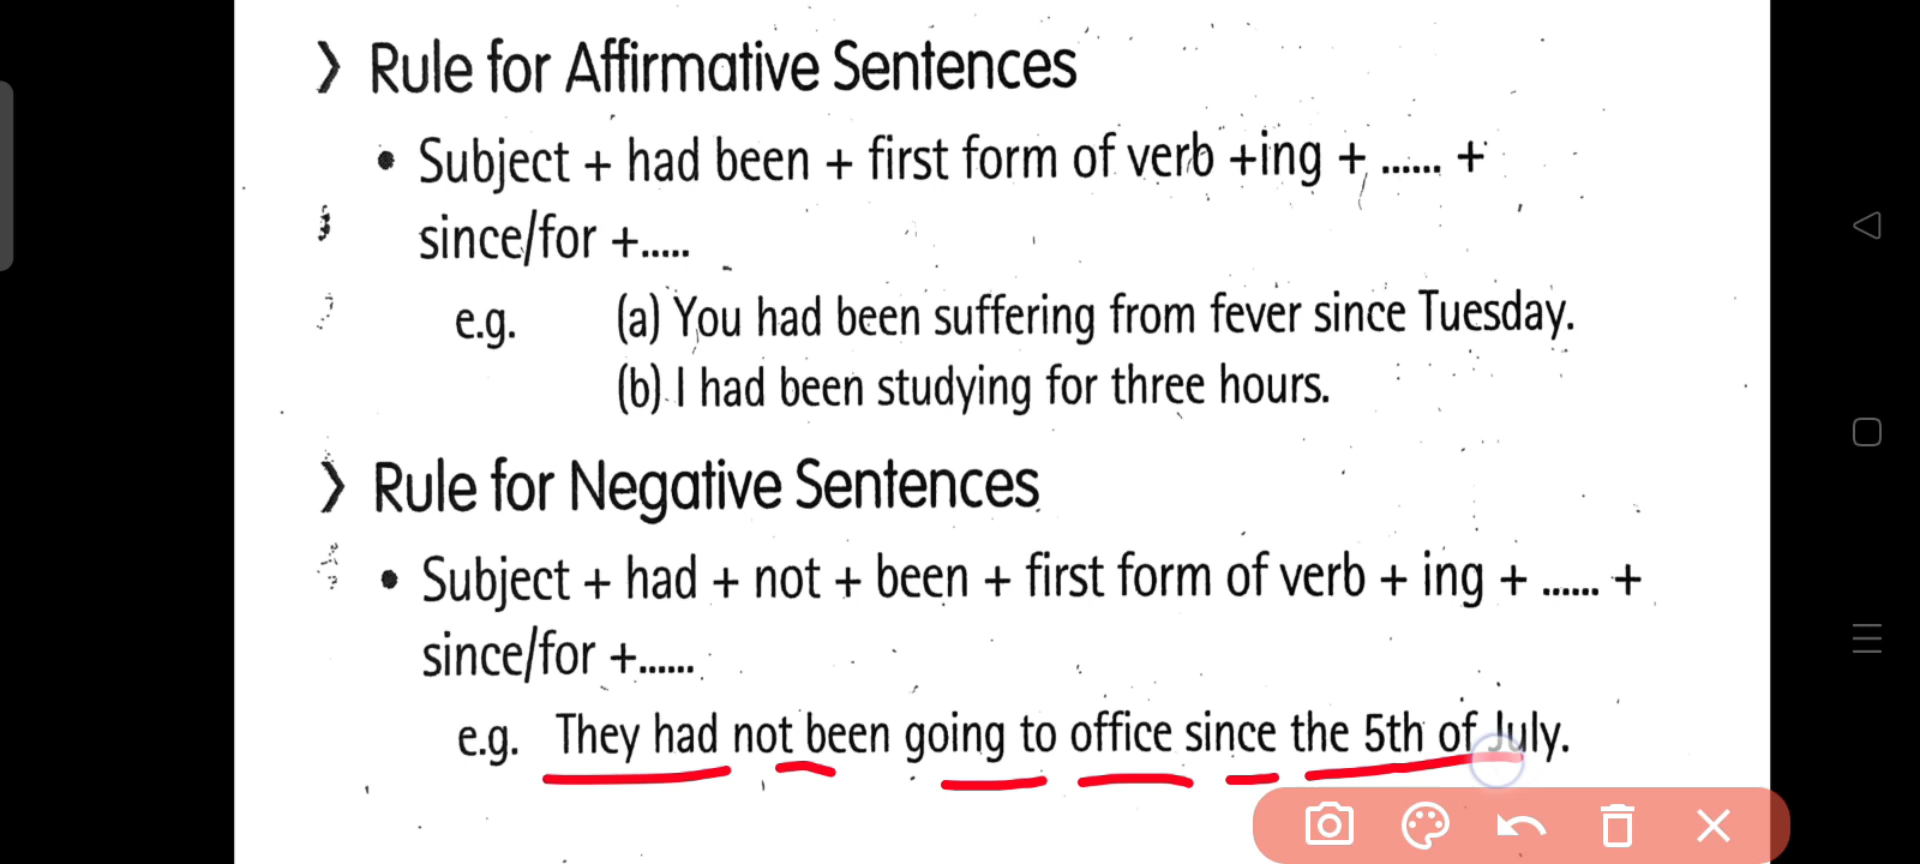 ❭ Rule for Affirmative Sentences
• Subject + had been + first form of verb +ing + ...... +
since/for +.....
e.g. (a) You had been suffering from fever since Tuesday.
(b) I had been studying for three hours.
❭ Rule for Negative Sentences
• Subject + had + not + been + first form of verb + ing + ...... +
since/for +......
e.g. They had not been going to office since the 5th of July.